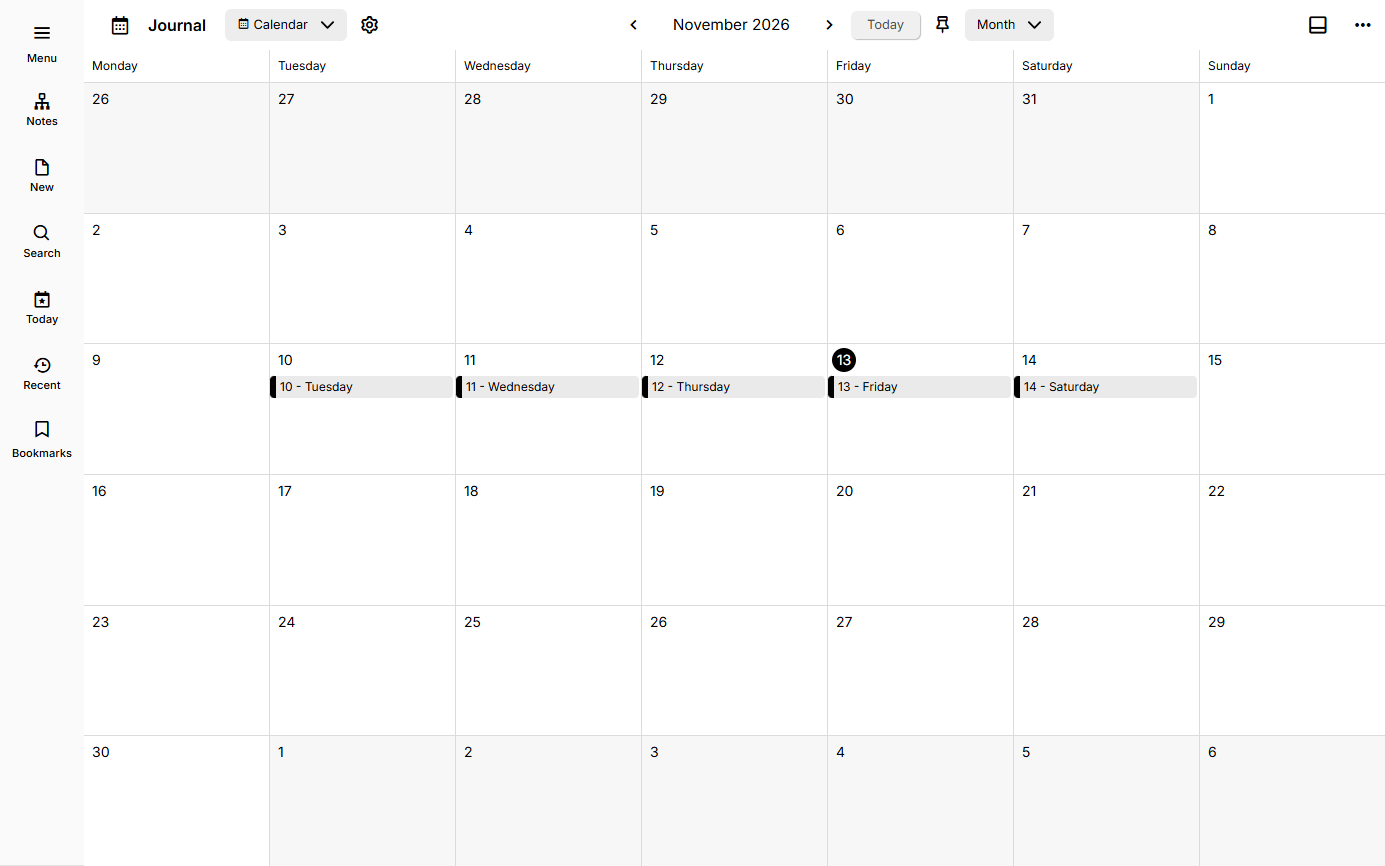 Menu
Notes
New
Search
Today
Recent
Bookmarks
Journal Calendar November 2026 Today Month
Monday Tuesday Wednesday Thursday Friday Saturday Sunday
26 27 28 29 30 31 1
2 3 4 5 6 7 8
9 10 11 12 13 14 15
10 - Tuesday 11 - Wednesday 12 - Thursday 13 - Friday 14 - Saturday
16 17 18 19 20 21 22
23 24 25 26 27 28 29
30 1 2 3 4 5 6